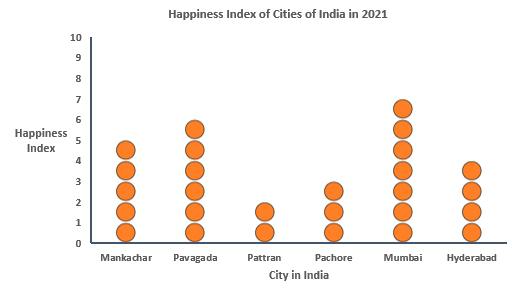 Happiness Index of Cities of India in 2021
10
9
8
7
6
5
4
3
2
1
0
Happiness
Index
Mankachar Pavagada Pattran Pachore Mumbai Hyderabad
City in India